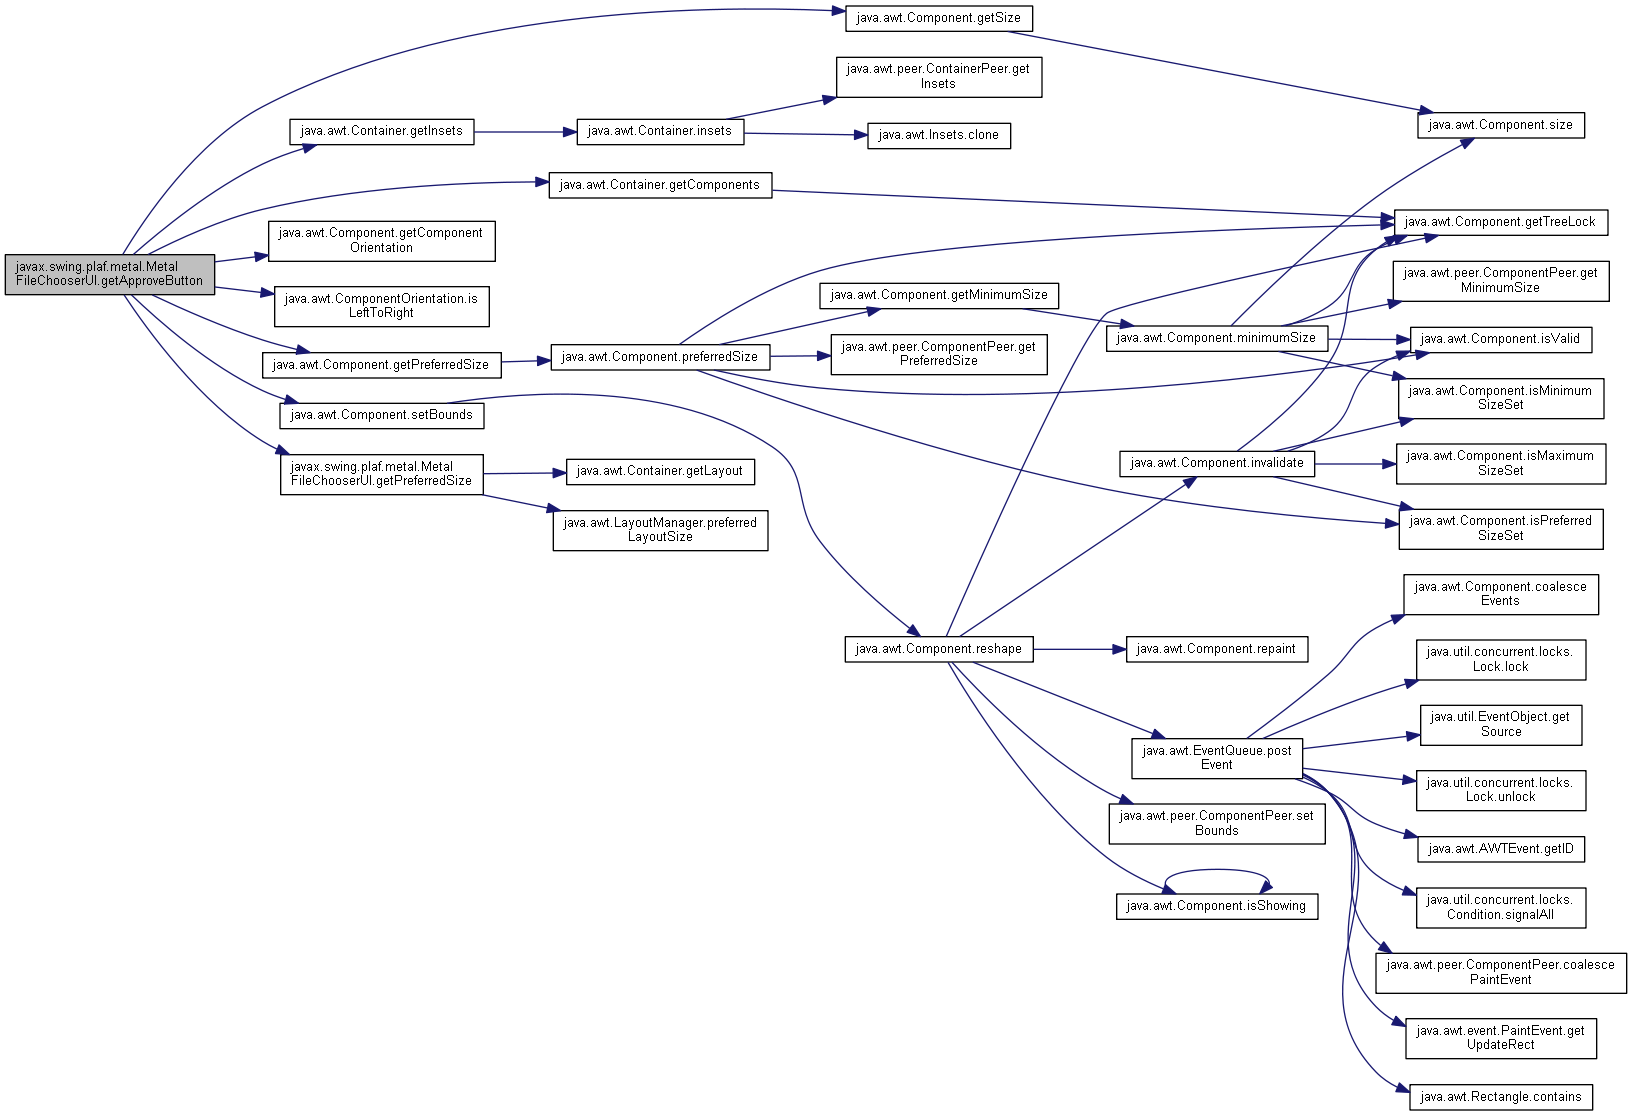 java.awt.Component.getSize
java.awt.peer.ContainerPeer.get
Insets
java.awt.Container.getInsets
java.awt.Container.insets
java.awt.Insets.clone
java.awt.Component.size
java.awt.Container.getComponents
java.awt.Component.getTreeLock
java.awt.Component.getComponent
Orientation
javax.swing.plaf.metal.Metal
FileChooserUI.getApproveButton
java.awt.ComponentOrientation.is
LeftToRight
java.awt.Component.getMinimumSize
java.awt.peer.ComponentPeer.get
MinimumSize
java.awt.Component.minimumSize
java.awt.Component.isValid
java.awt.Component.getPreferredSize
java.awt.Component.preferredSize
java.awt.peer.ComponentPeer.get
PreferredSize
java.awt.Component.isMinimum
SizeSet
java.awt.Component.setBounds
javax.swing.plaf.metal.Metal
FileChooserUI.getPreferredSize
java.awt.Container.getLayout
java.awt.Component.invalidate
java.awt.Component.isMaximum
SizeSet
java.awt.LayoutManager.preferred
LayoutSize
java.awt.Component.isPreferred
SizeSet
java.awt.Component.coalesce
Events
java.awt.Component.reshape
java.awt.Component.repaint
java.util.concurrent.locks.
Lock.lock
java.util.EventObject.get
Source
java.awt.EventQueue.post
Event
java.util.concurrent.locks.
Lock.unlock
java.awt.peer.ComponentPeer.set
Bounds
java.awt.AWTEvent.getID
java.awt.Component.isShowing
java.util.concurrent.locks.
Condition.signalAll
java.awt.peer.ComponentPeer.coalesce
PaintEvent
java.awt.event.PaintEvent.get
UpdateRect
java.awt.Rectangle.contains